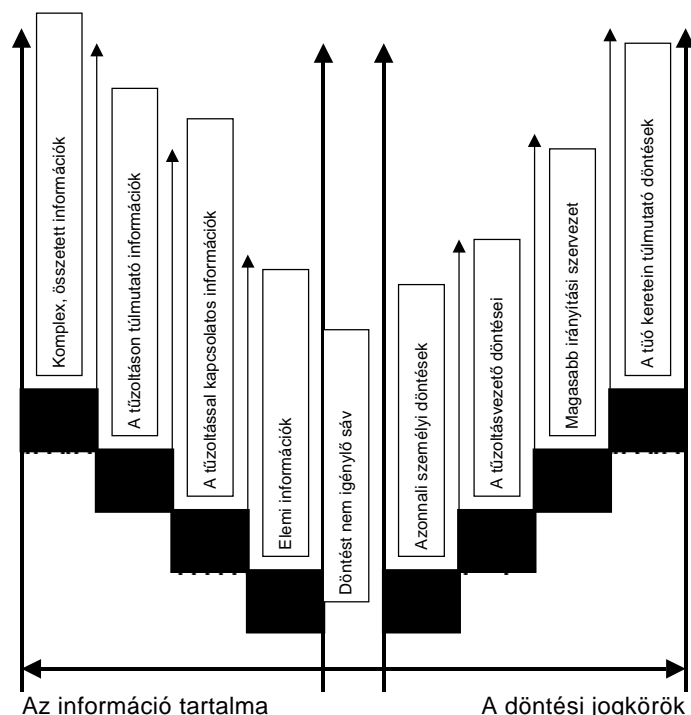 Komplex, összetett információk
A tűzoltáson túlmutató információk
A tűzoltással kapcsolatos információk
Elemi információk
Döntést nem igénylő sáv
Azonnali személyi döntések
A tűzoltásvezető döntései
Magasabb irányítási szervezet
A tüó keretein túlmutató döntések
Az információ tartalma
A döntési jogkörök